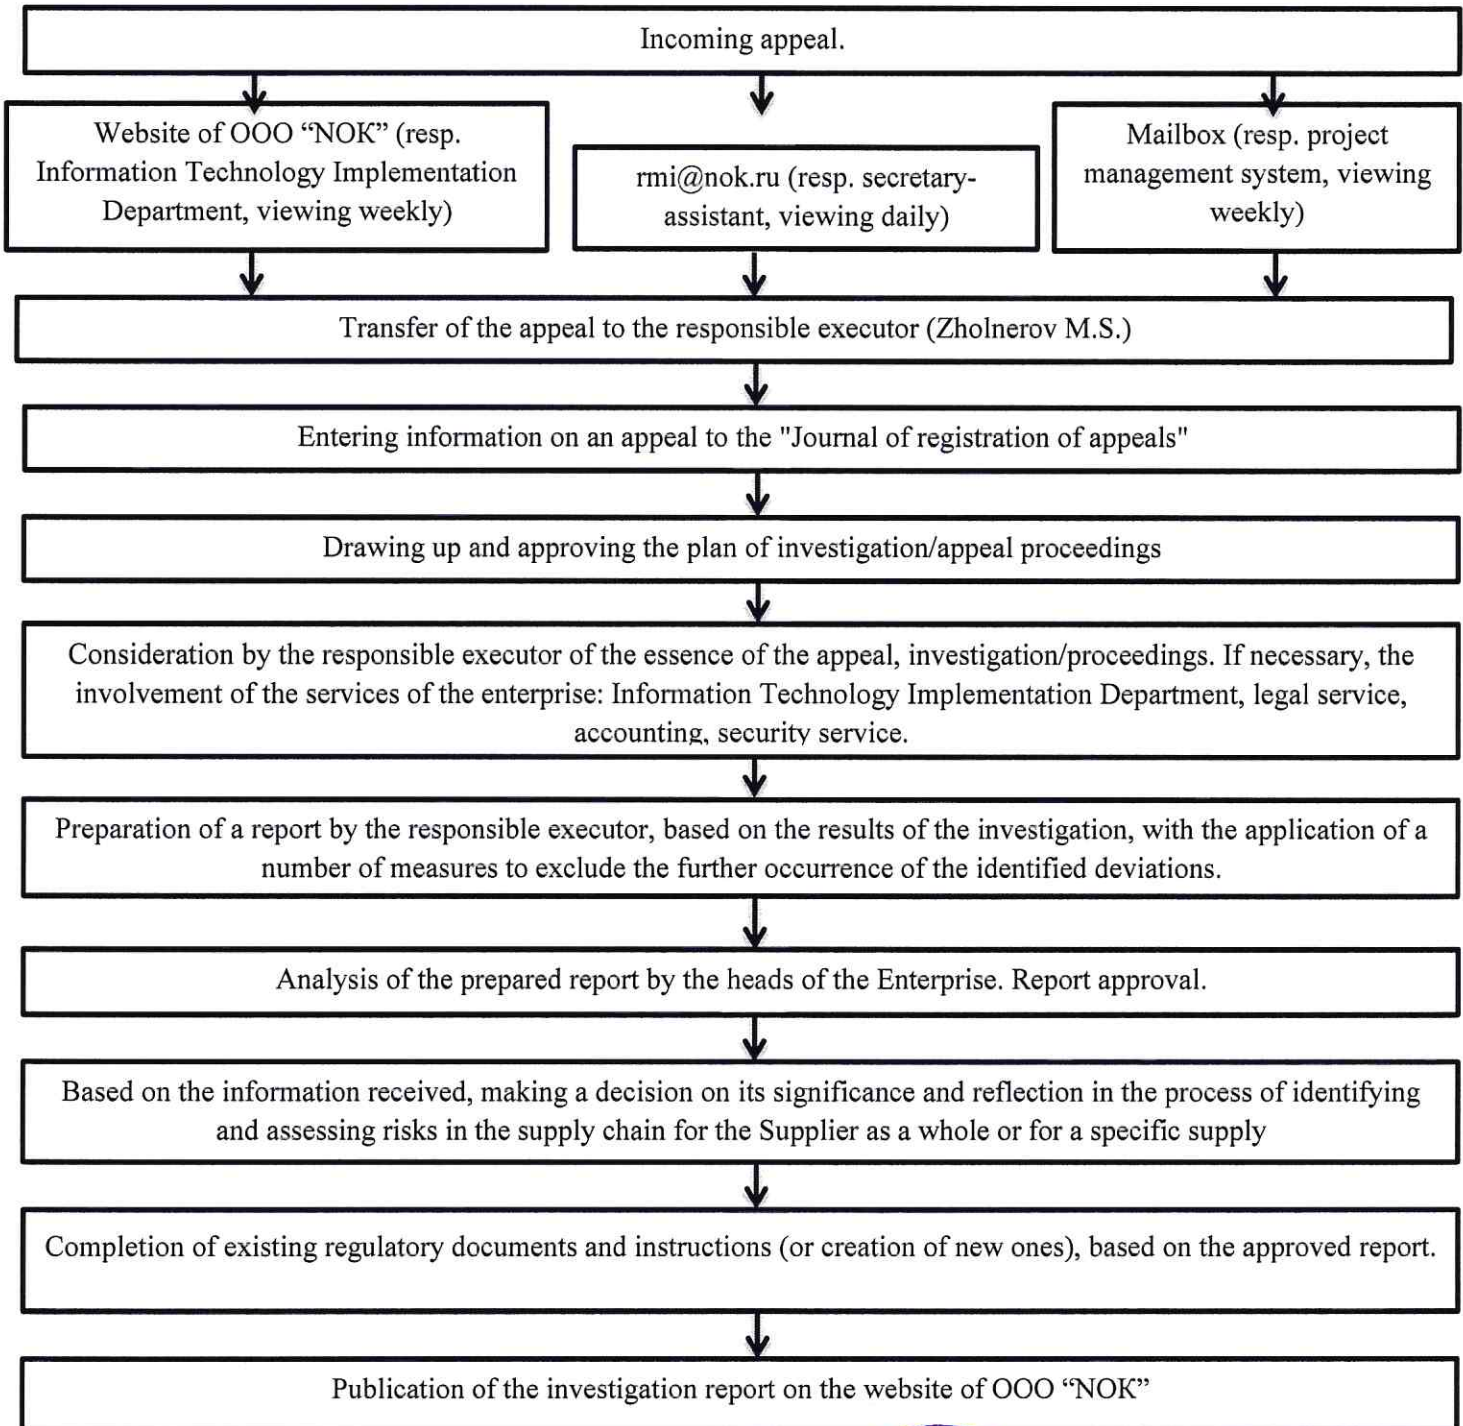 Incoming appeal.
Website of OOO “NOK” (resp.
Information Technology Implementation
Department, viewing weekly)
rmi@nok.ru (resp. secretary-
assistant, viewing daily)
Mailbox (resp. project
management system, viewing
weekly)
Transfer of the appeal to the responsible executor (Zholnerov M.S.)
Entering information on an appeal to the "Journal of registration of appeals"
Drawing up and approving the plan of investigation/appeal proceedings
Consideration by the responsible executor of the essence of the appeal, investigation/proceedings. If necessary, the
involvement of the services of the enterprise: Information Technology Implementation Department, legal service,
accounting, security service.
Preparation of a report by the responsible executor, based on the results of the investigation, with the application of a
number of measures to exclude the further occurrence of the identified deviations.
Analysis of the prepared report by the heads of the Enterprise. Report approval.
Based on the information received, making a decision on its significance and reflection in the process of identifying
and assessing risks in the supply chain for the Supplier as a whole or for a specific supply
Completion of existing regulatory documents and instructions (or creation of new ones), based on the approved report.
Publication of the investigation report on the website of OOO “NOK”